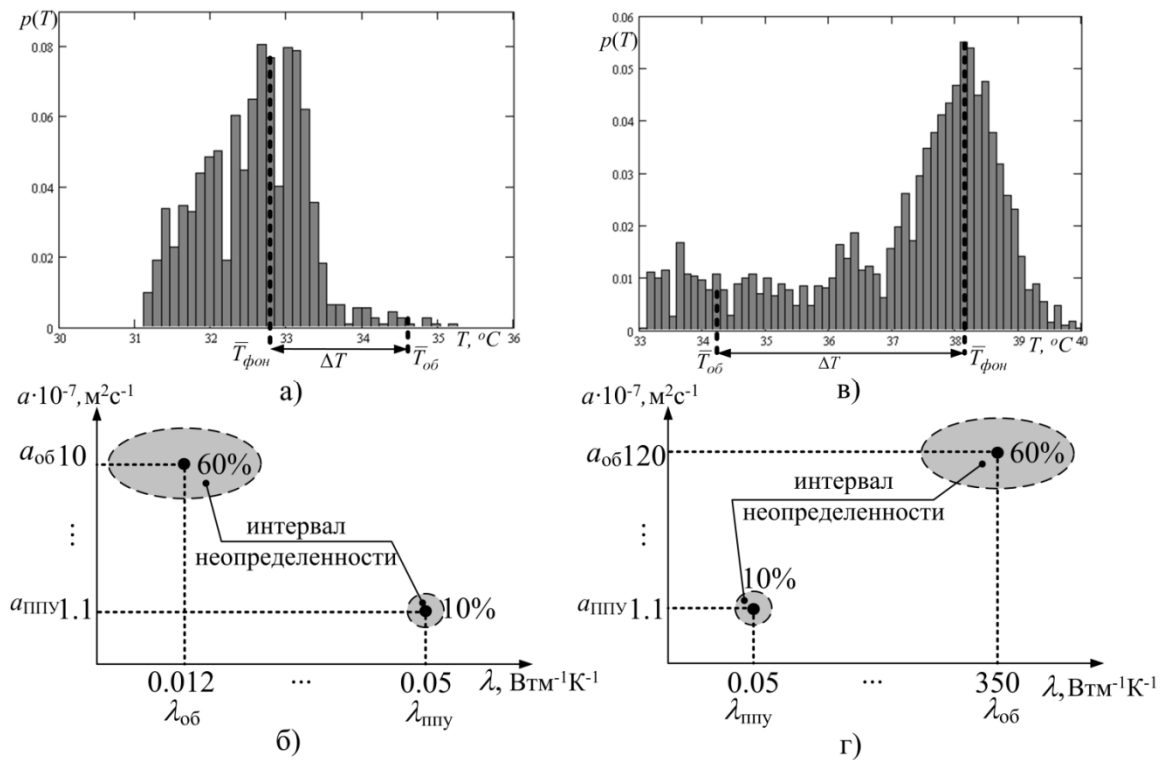 p(T)
0.08
0.06
0.04
0.02
0
30
31
32
33
34
35
36
T, °C
T̅фон
ΔT
T̅об
а)
0.06
p(T)
0.05
0.04
0.03
0.02
0.01
0
33
34
35
36
37
38
39
40
T, °C
T̅об
ΔT
T̅фон
в)
a·10⁻⁷, м²с⁻¹
aоб 10
60%
интервал
неопределенности
⋮
aППУ 1.1
10%
0.012
...
0.05
λ, Втм⁻¹К⁻¹
λоб
λппу
б)
a·10⁻⁷, м²с⁻¹
aоб 120
60%
интервал
неопределенности
⋮
10%
aППУ 1.1
0.05
...
350
λ, Втм⁻¹К⁻¹
λппу
λоб
г)